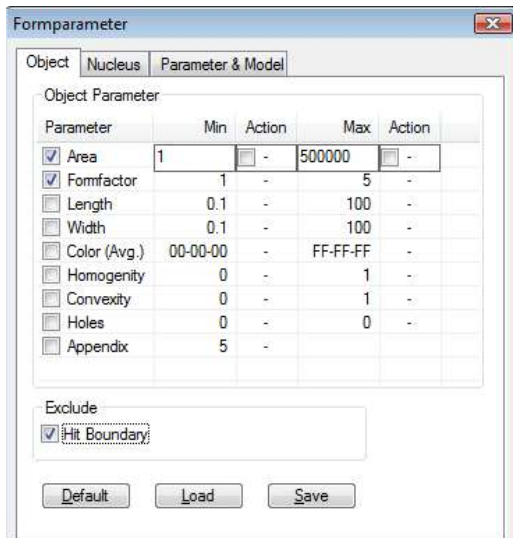 Formparameter
Object Nucleus Parameter & Model
Object Parameter
Parameter Min Action Max Action
Area 1 - 500000 -
Formfactor 1 - 5 -
Length 0.1 - 100 -
Width 0.1 - 100 -
Color (Avg.) 00-00-00 - FF-FF-FF -
Homogenity 0 - 1 -
Convexity 0 - 1 -
Holes 0 - 0 -
Appendix 5 -
Exclude
Hit Boundary
Default Load Save